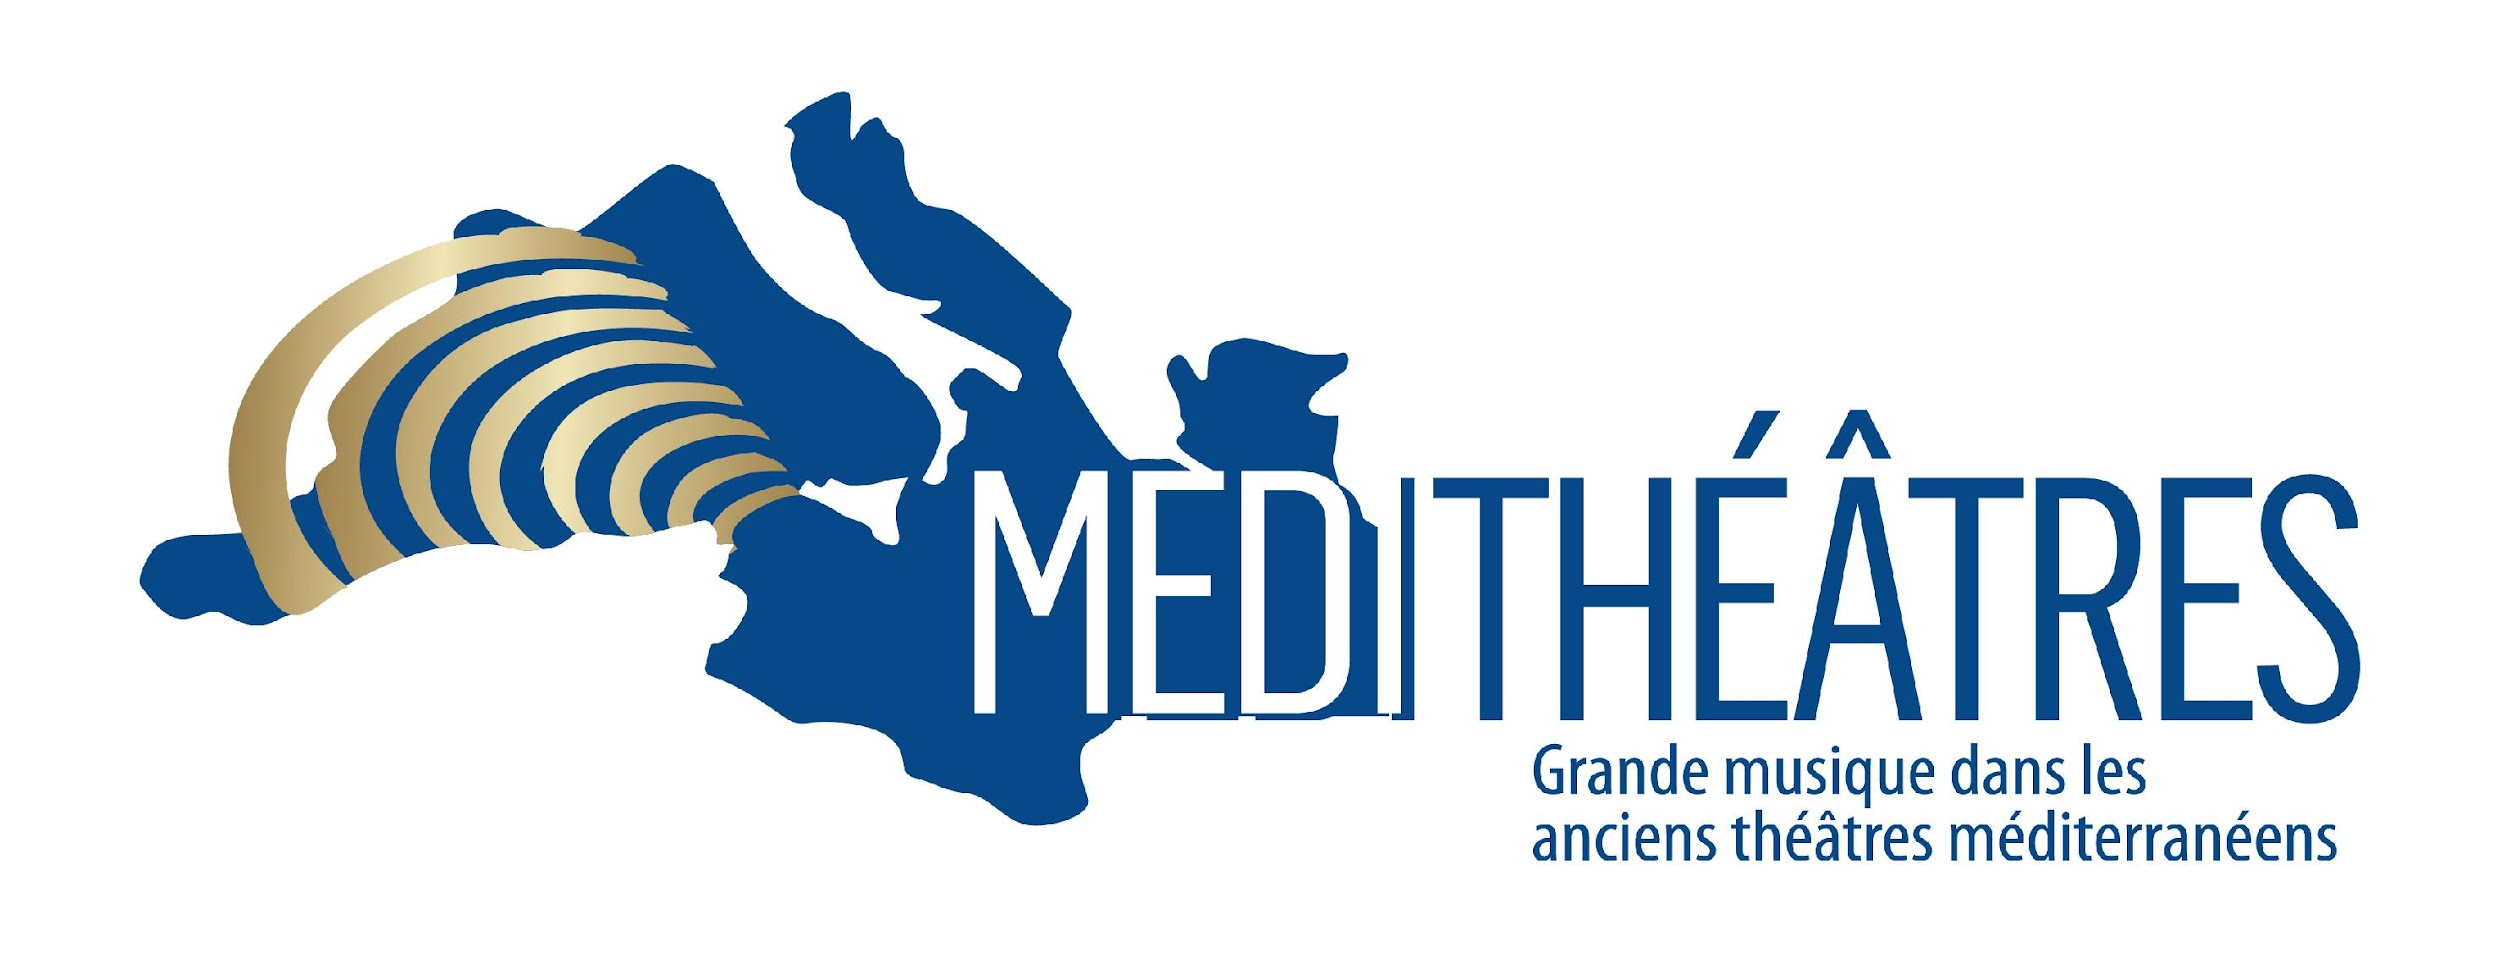 MEDITHÉÂTRES
Grande musique dans les
anciens théâtres méditerranéens